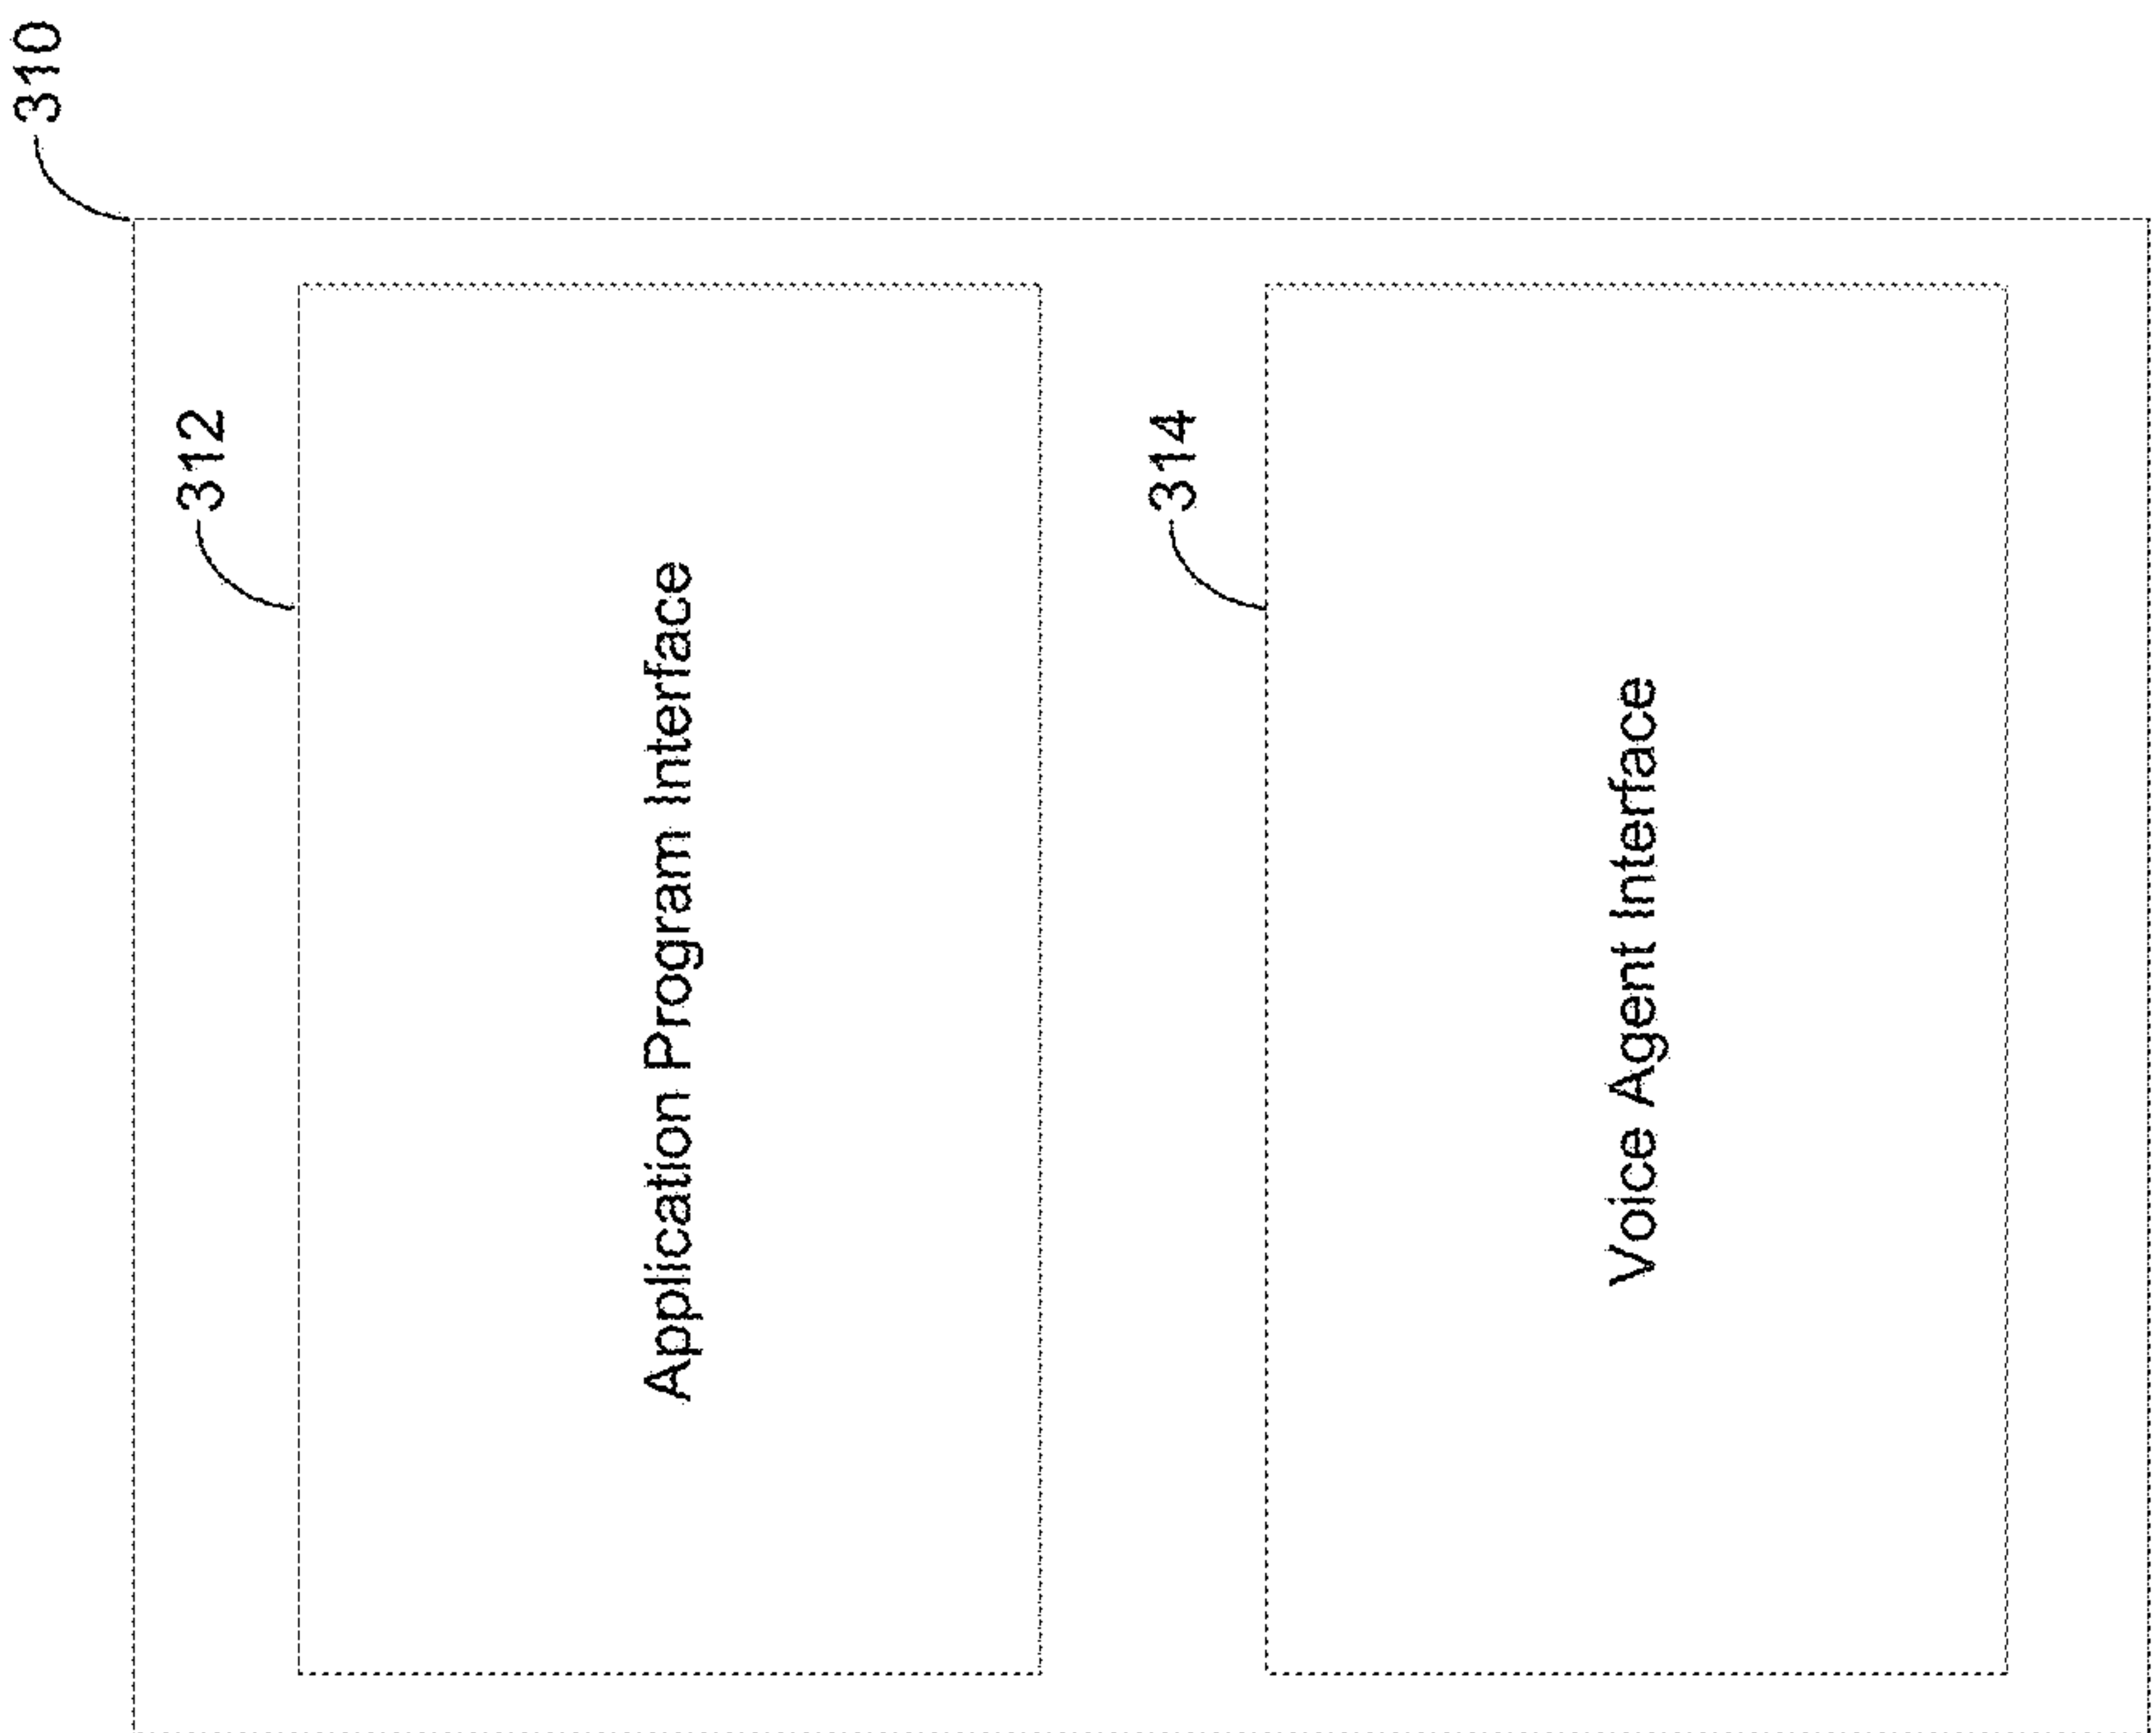 310
312
Application Program Interface
314
Voice Agent Interface